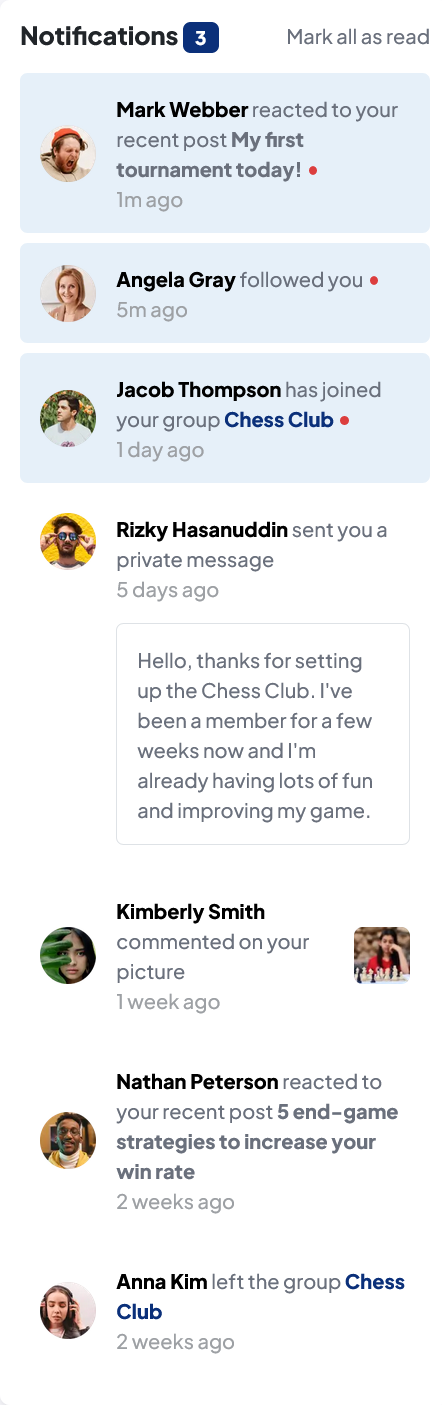 Notifications 3 Mark all as read
Mark Webber reacted to your
recent post My first
tournament today!
1m ago
Angela Gray followed you
5m ago
Jacob Thompson has joined
your group Chess Club
1 day ago
Rizky Hasanuddin sent you a
private message
5 days ago
Hello, thanks for setting
up the Chess Club. I've
been a member for a few
weeks now and I'm
already having lots of fun
and improving my game.
Kimberly Smith
commented on your
picture
1 week ago
Nathan Peterson reacted to
your recent post 5 end-game
strategies to increase your
win rate
2 weeks ago
Anna Kim left the group Chess
Club
2 weeks ago